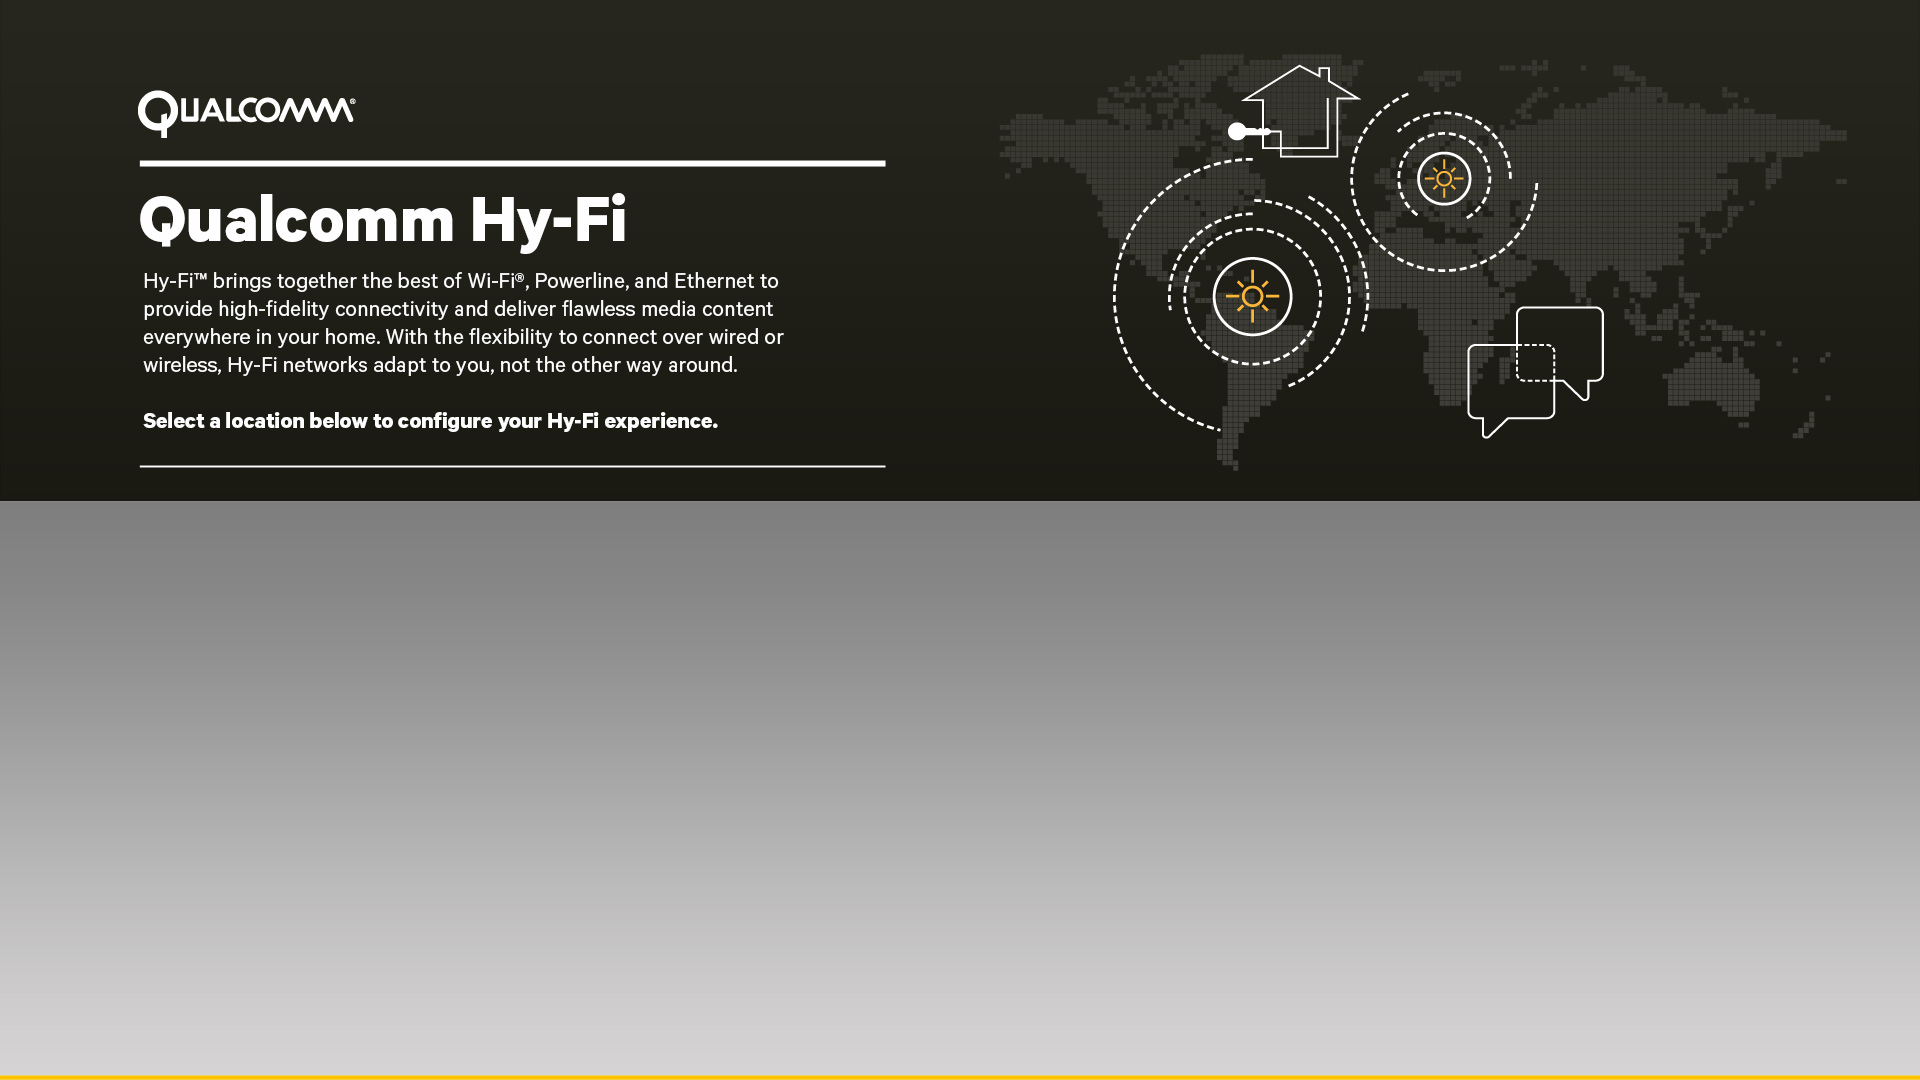 QUALCOMM®
Qualcomm Hy-Fi
Hy-Fi™ brings together the best of Wi-Fi®, Powerline, and Ethernet to
provide high-fidelity connectivity and deliver flawless media content
everywhere in your home. With the flexibility to connect over wired or
wireless, Hy-Fi networks adapt to you, not the other way around.
Select a location below to configure your Hy-Fi experience.